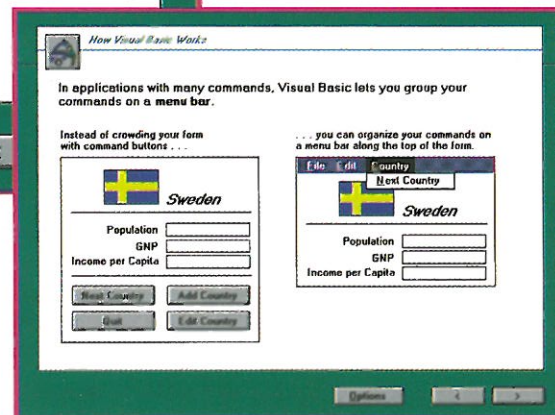 How Visual Basic Works
In applications with many commands, Visual Basic lets you group your
commands on a menu bar.
Instead of crowding your form
with command buttons . . .
Sweden
Population
GNP
Income per Capita
Next Country
Add Country
Quit
Edit Country
. . . you can organize your commands on
a menu bar along the top of the form.
File Edit Country
Next Country
Sweden
Population
GNP
Income per Capita
Options < >